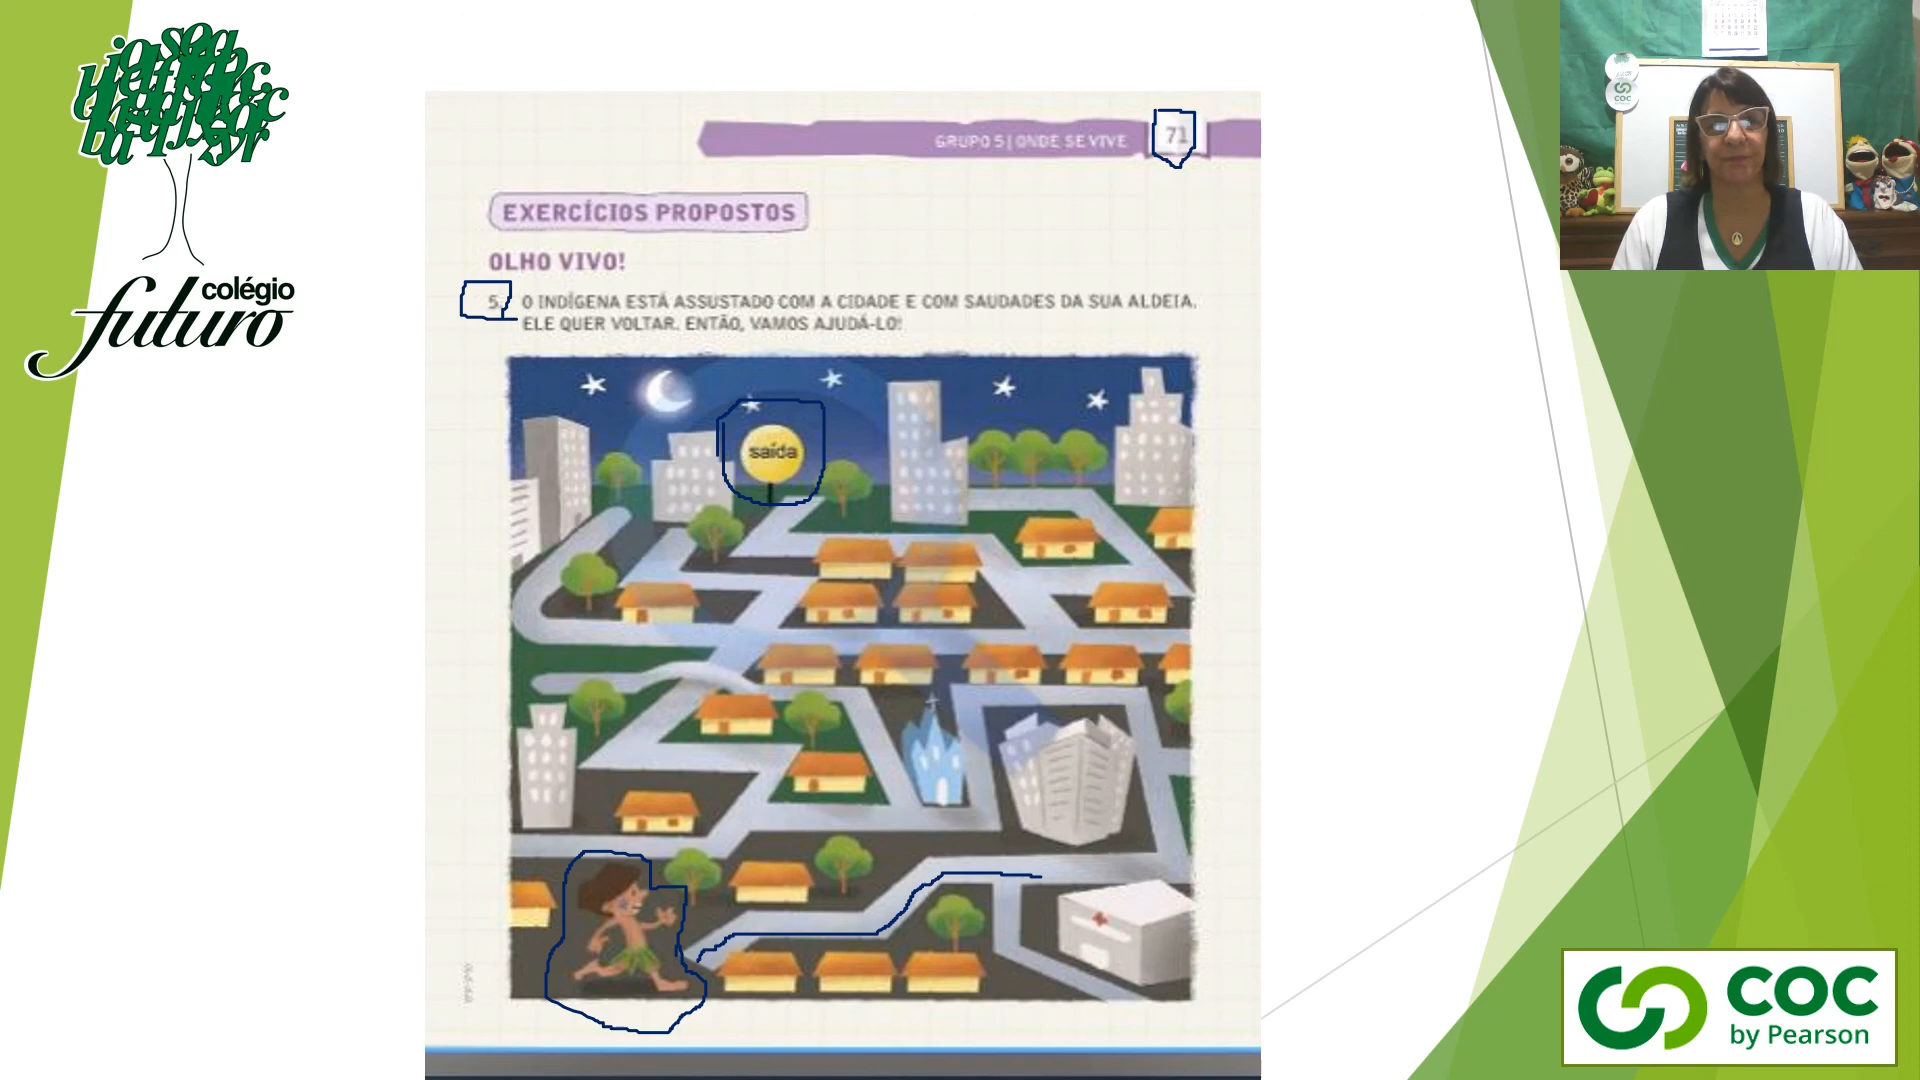 colégio
futuro
GRUPO 5 | ONDE SE VIVE 71
EXERCÍCIOS PROPOSTOS
OLHO VIVO!
5. O INDÍGENA ESTÁ ASSUSTADO COM A CIDADE E COM SAUDADES DA SUA ALDEIA.
ELE QUER VOLTAR. ENTÃO, VAMOS AJUDÁ-LO!
saída
COC
COC
by Pearson